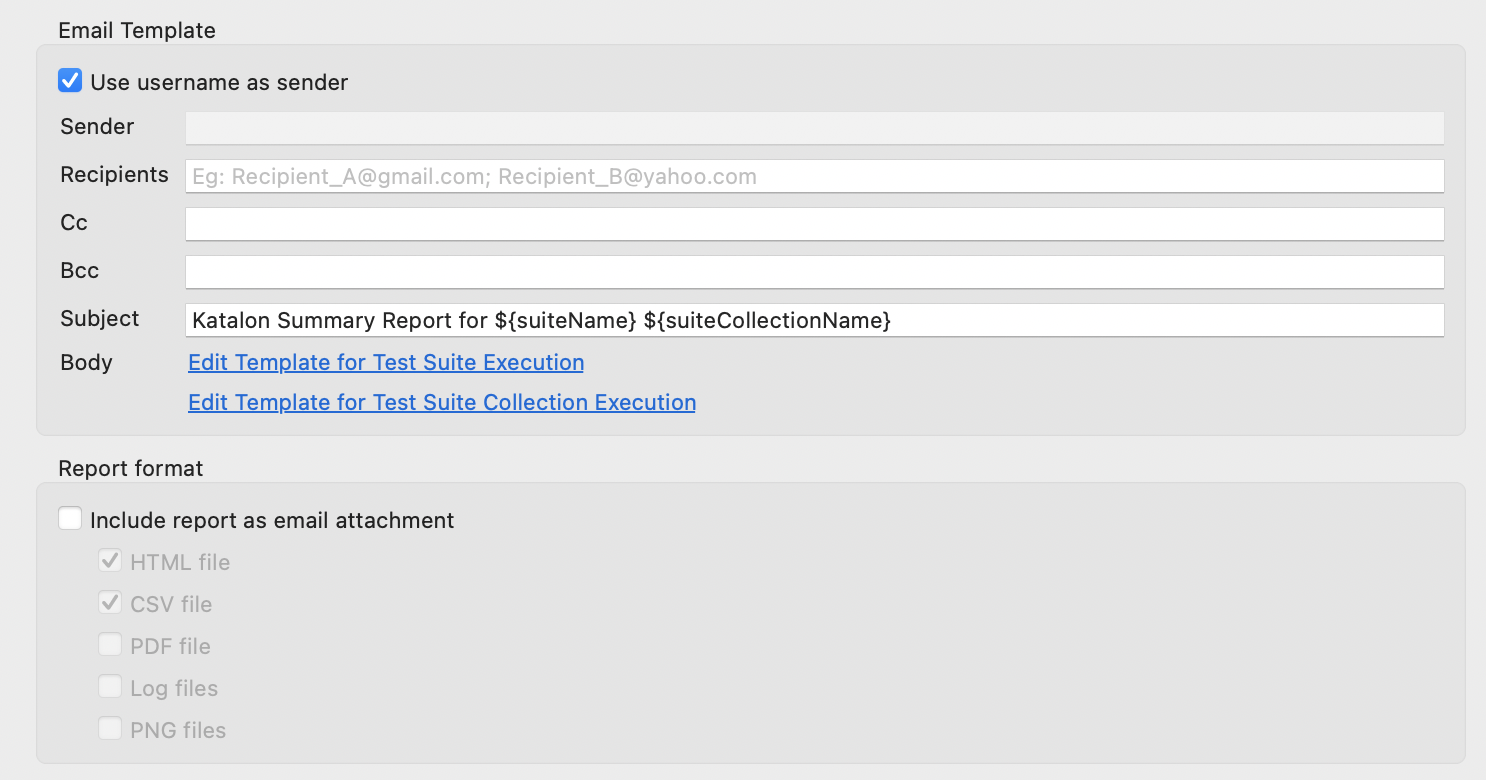 Email Template
Use username as sender
Sender
Recipients Eg: Recipient_A@gmail.com; Recipient_B@yahoo.com
Cc
Bcc
Subject Katalon Summary Report for ${suiteName} ${suiteCollectionName}
Body Edit Template for Test Suite Execution
Edit Template for Test Suite Collection Execution
Report format
Include report as email attachment
HTML file
CSV file
PDF file
Log files
PNG files